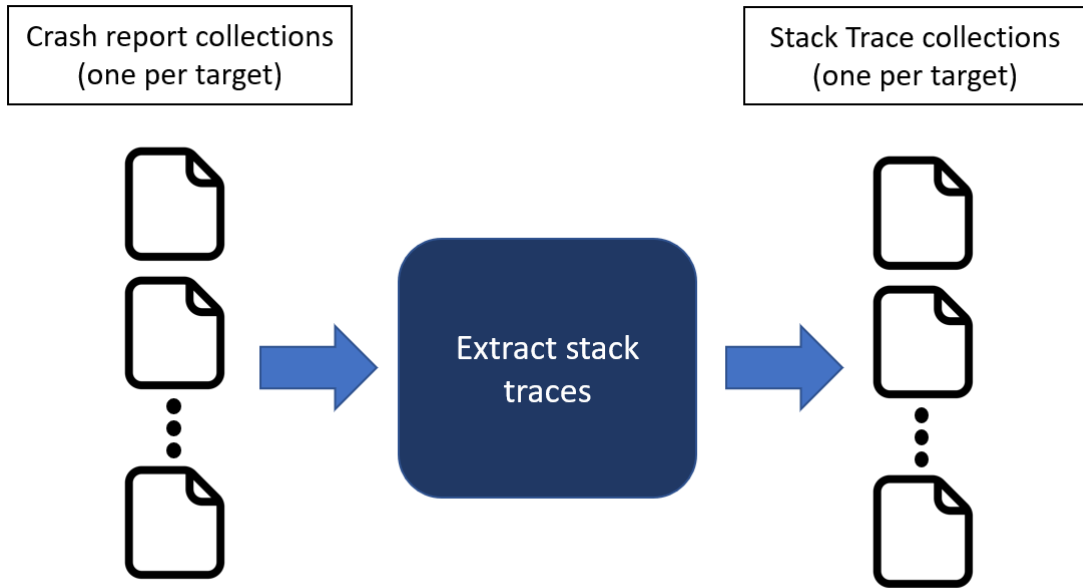 Crash report collections
(one per target)
Stack Trace collections
(one per target)
Extract stack
traces